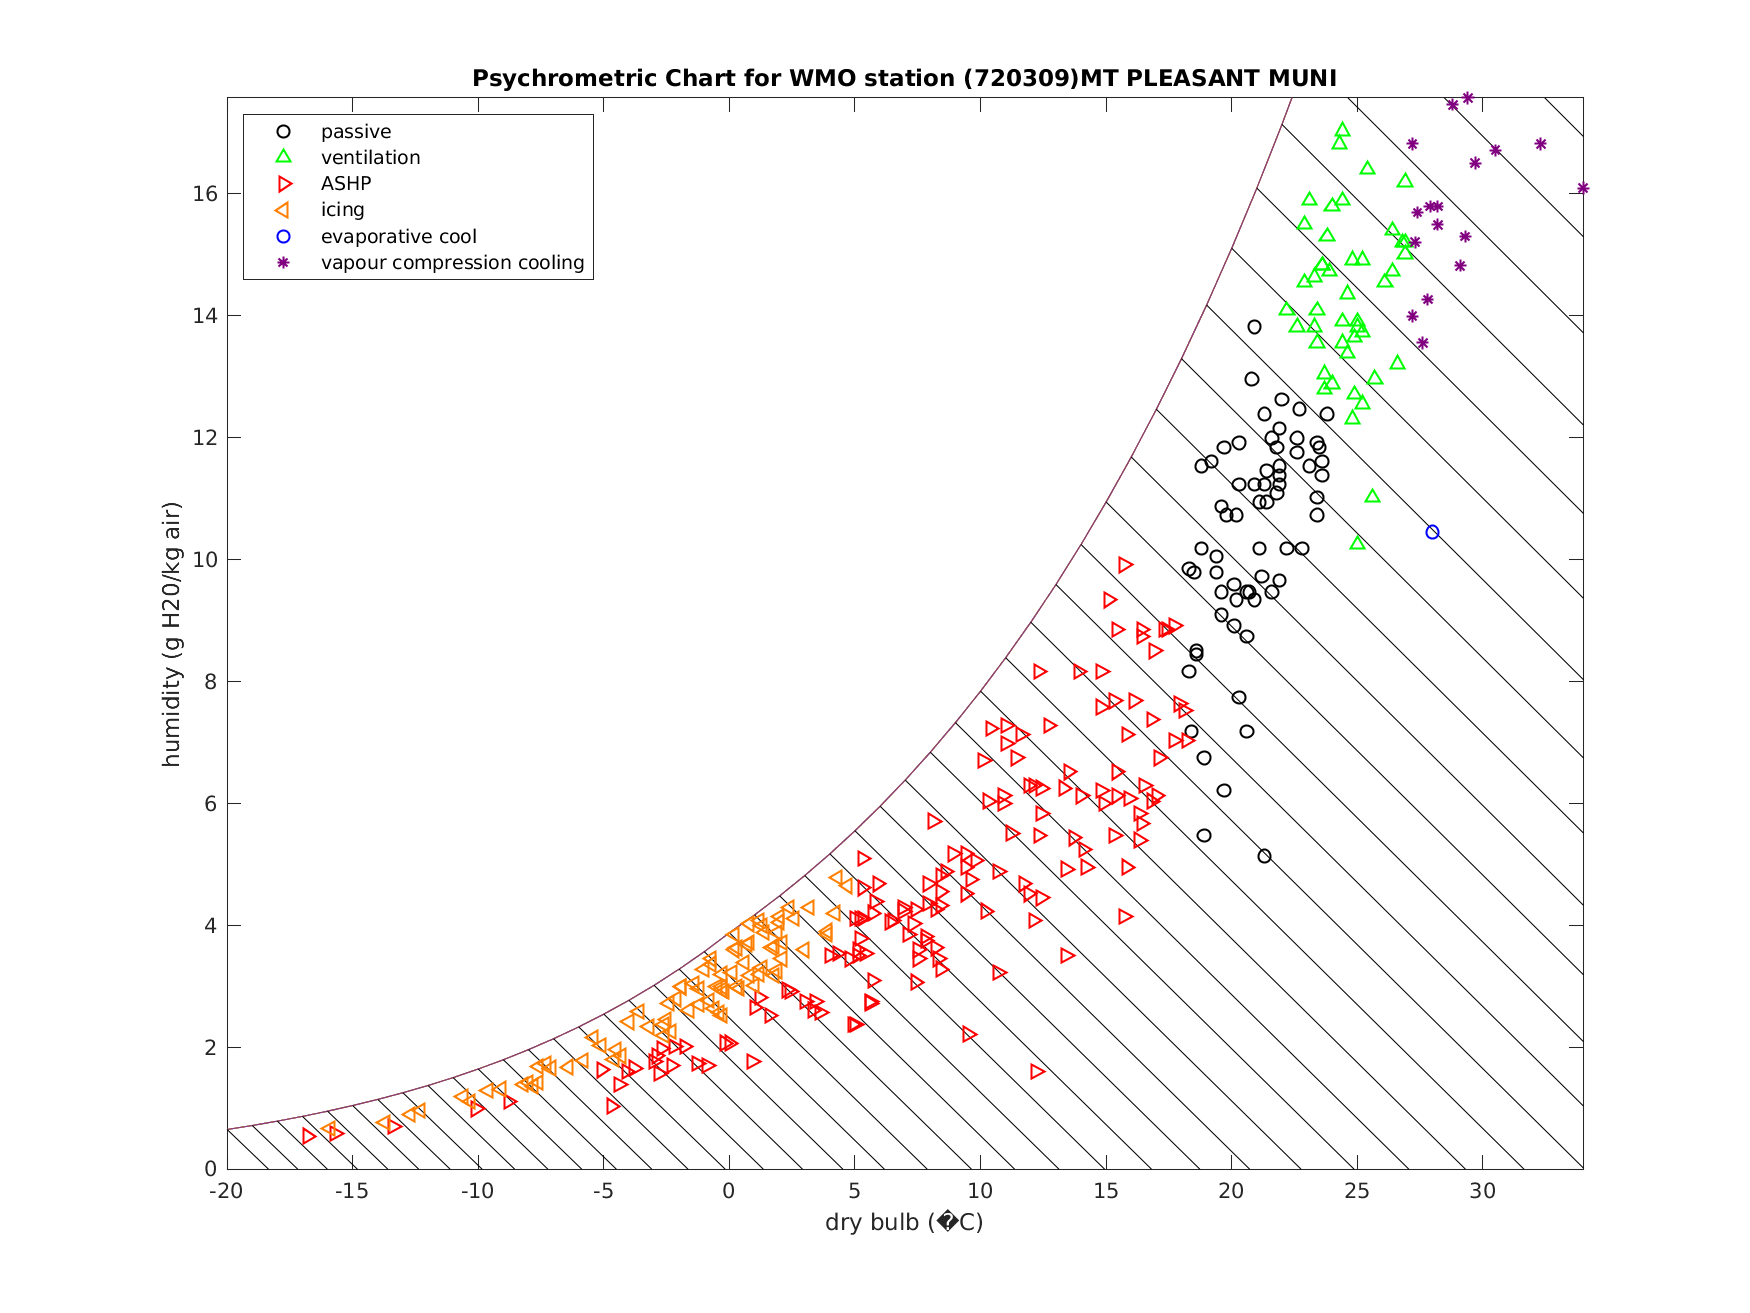 Psychrometric Chart for WMO station (720309)MT PLEASANT MUNI
passive
ventilation
ASHP
icing
evaporative cool
vapour compression cooling
humidity (g H20/kg air)
16
14
12
10
8
6
4
2
0
-20 -15 -10 -5 0 5 10 15 20 25 30
dry bulb (�C)